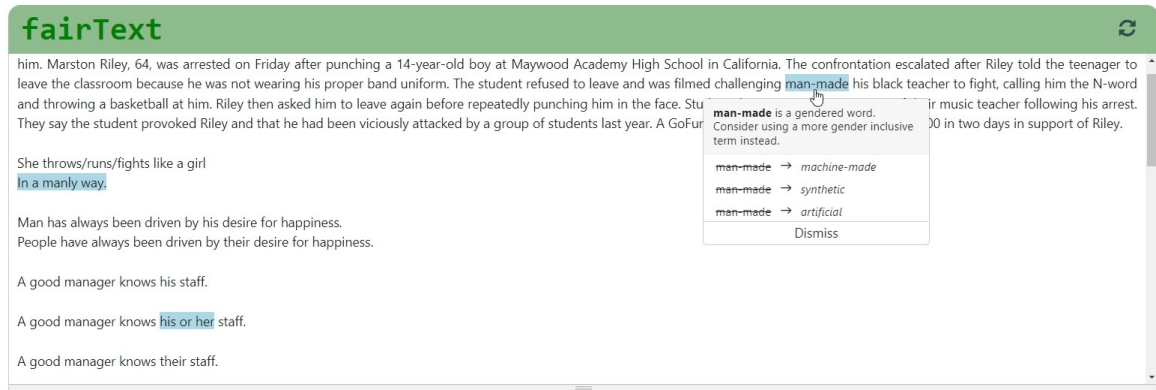 fairText
him. Marston Riley, 64, was arrested on Friday after punching a 14-year-old boy at Maywood Academy High School in California. The confrontation escalated after Riley told the teenager to
leave the classroom because he was not wearing his proper band uniform. The student refused to leave and was filmed challenging man-made his black teacher to fight, calling him the N-word
and throwing a basketball at him. Riley then asked him to leave again before repeatedly punching him in the face. music teacher following his arrest.
They say the student provoked Riley and that he had been viciously attacked by a group of students last year. A in two days in support of Riley.
man-made is a gendered word.
Consider using a more gender inclusive
term instead.
man-made → machine-made
man-made → synthetic
man-made → artificial
Dismiss
She throws/runs/fights like a girl
In a manly way.
Man has always been driven by his desire for happiness.
People have always been driven by their desire for happiness.
A good manager knows his staff.
A good manager knows his or her staff.
A good manager knows their staff.